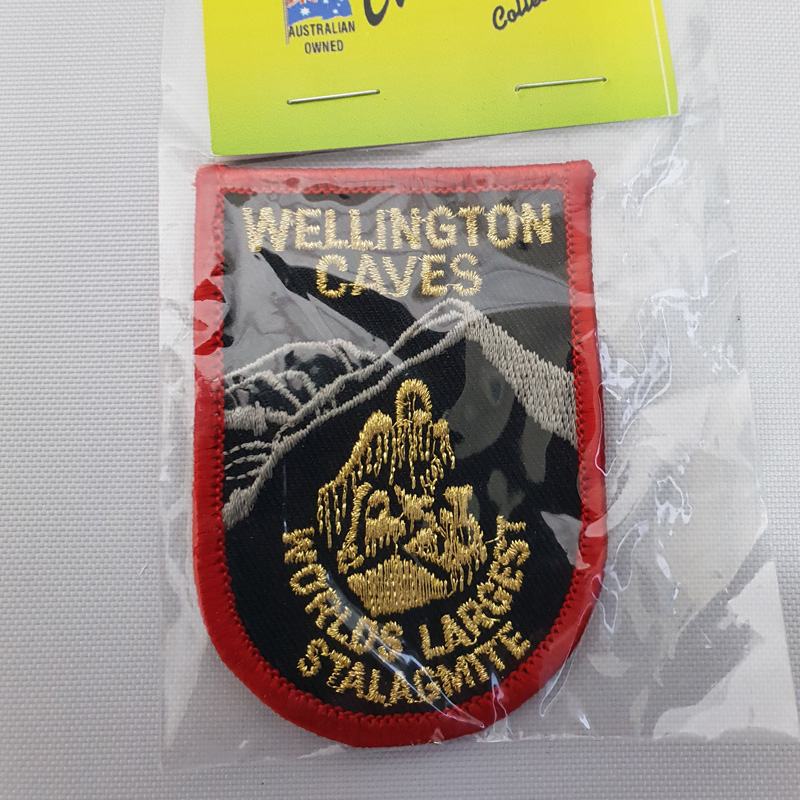 AUSTRALIAN
OWNED
WELLINGTON
CAVES
WORLDS LARGEST
STALAGMITE